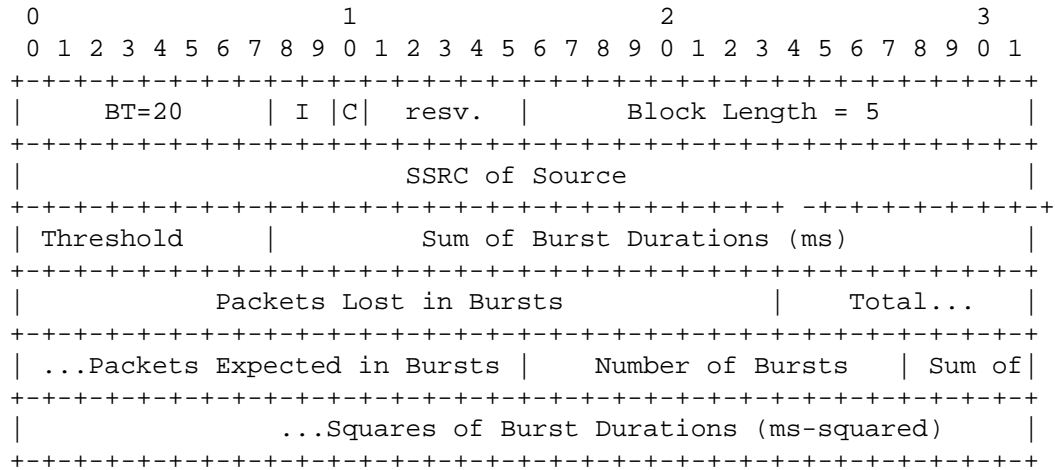 0                   1                   2                   3
 0 1 2 3 4 5 6 7 8 9 0 1 2 3 4 5 6 7 8 9 0 1 2 3 4 5 6 7 8 9 0 1
+-+-+-+-+-+-+-+-+-+-+-+-+-+-+-+-+-+-+-+-+-+-+-+-+-+-+-+-+-+-+-+-+
|     BT=20     | I |C|  resv.  |      Block Length = 5         |
+-+-+-+-+-+-+-+-+-+-+-+-+-+-+-+-+-+-+-+-+-+-+-+-+-+-+-+-+-+-+-+-+
|                        SSRC of Source                         |
+-+-+-+-+-+-+-+-+-+-+-+-+-+-+-+-+-+-+-+-+-+-+-+-+ -+-+-+-+-+-+-+-+
| Threshold     |         Sum of Burst Durations (ms)           |
+-+-+-+-+-+-+-+-+-+-+-+-+-+-+-+-+-+-+-+-+-+-+-+-+-+-+-+-+-+-+-+-+
|            Packets Lost in Bursts             |    Total...   |
+-+-+-+-+-+-+-+-+-+-+-+-+-+-+-+-+-+-+-+-+-+-+-+-+-+-+-+-+-+-+-+-+
| ...Packets Expected in Bursts |    Number of Bursts   | Sum of|
+-+-+-+-+-+-+-+-+-+-+-+-+-+-+-+-+-+-+-+-+-+-+-+-+-+-+-+-+-+-+-+-+
|                ...Squares of Burst Durations (ms-squared)     |
+-+-+-+-+-+-+-+-+-+-+-+-+-+-+-+-+-+-+-+-+-+-+-+-+-+-+-+-+-+-+-+-+